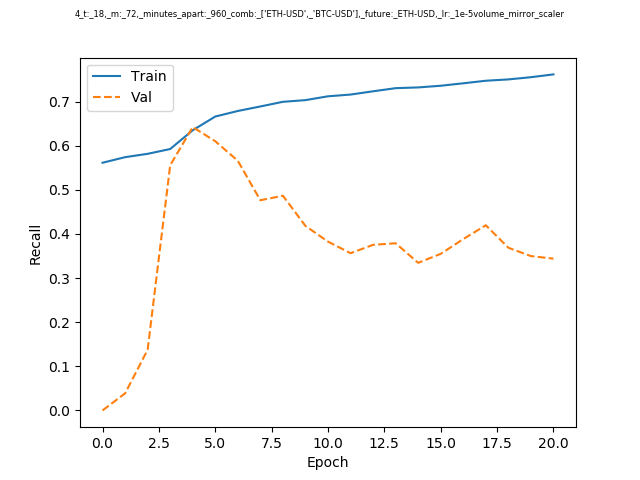 4_t:_18,_m:_72,_minutes_apart:_960_comb:_['ETH-USD',_'BTC-USD'],_future:_ETH-USD,_lr:_1e-5volume_mirror_scaler
Train
Val
0.7
0.6
0.5
0.4
0.3
0.2
0.1
0.0
Recall
0.0 2.5 5.0 7.5 10.0 12.5 15.0 17.5 20.0
Epoch